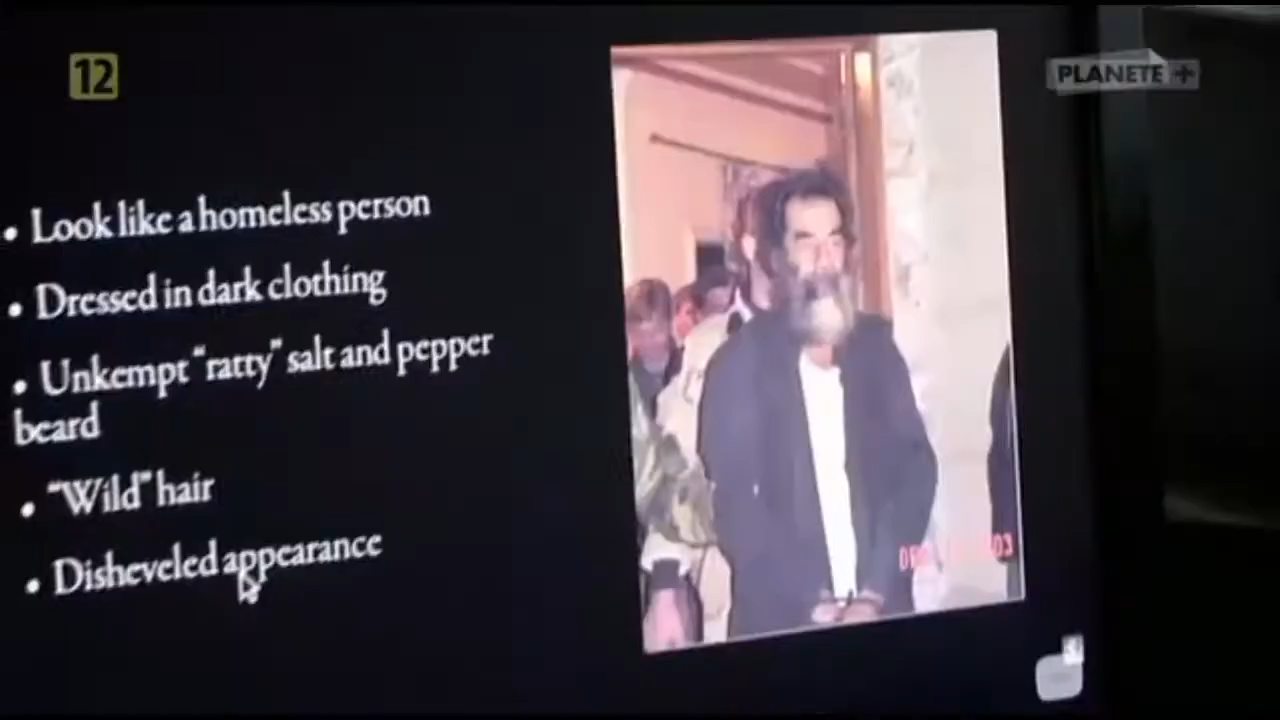 12
PLANETE +
• Look like a homeless person
• Dressed in dark clothing
• Unkempt “ratty” salt and pepper
beard
• “Wild” hair
• Disheveled appearance